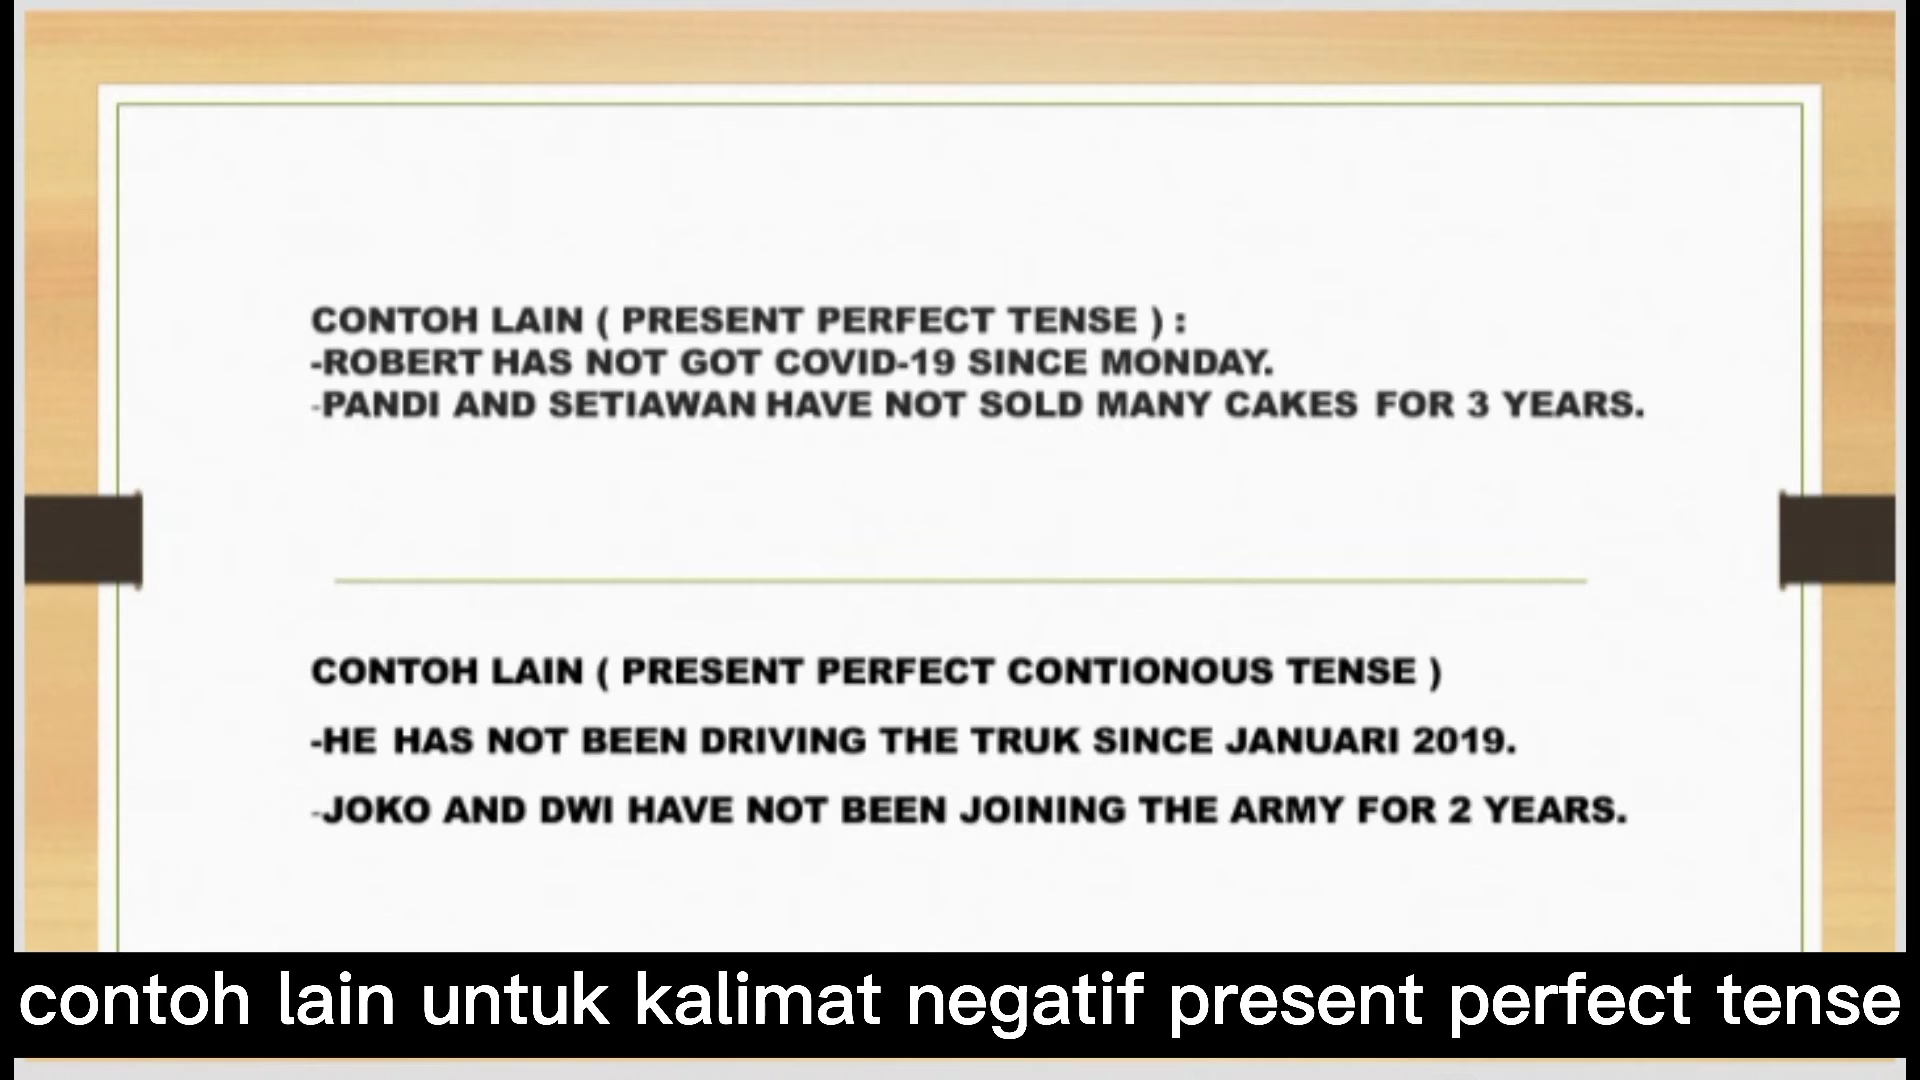 CONTOH LAIN ( PRESENT PERFECT TENSE ) :
-ROBERT HAS NOT GOT COVID-19 SINCE MONDAY.
-PANDI AND SETIAWAN HAVE NOT SOLD MANY CAKES FOR 3 YEARS.
CONTOH LAIN ( PRESENT PERFECT CONTIONOUS TENSE )
-HE HAS NOT BEEN DRIVING THE TRUK SINCE JANUARI 2019.
-JOKO AND DWI HAVE NOT BEEN JOINING THE ARMY FOR 2 YEARS.
contoh lain untuk kalimat negatif present perfect tense